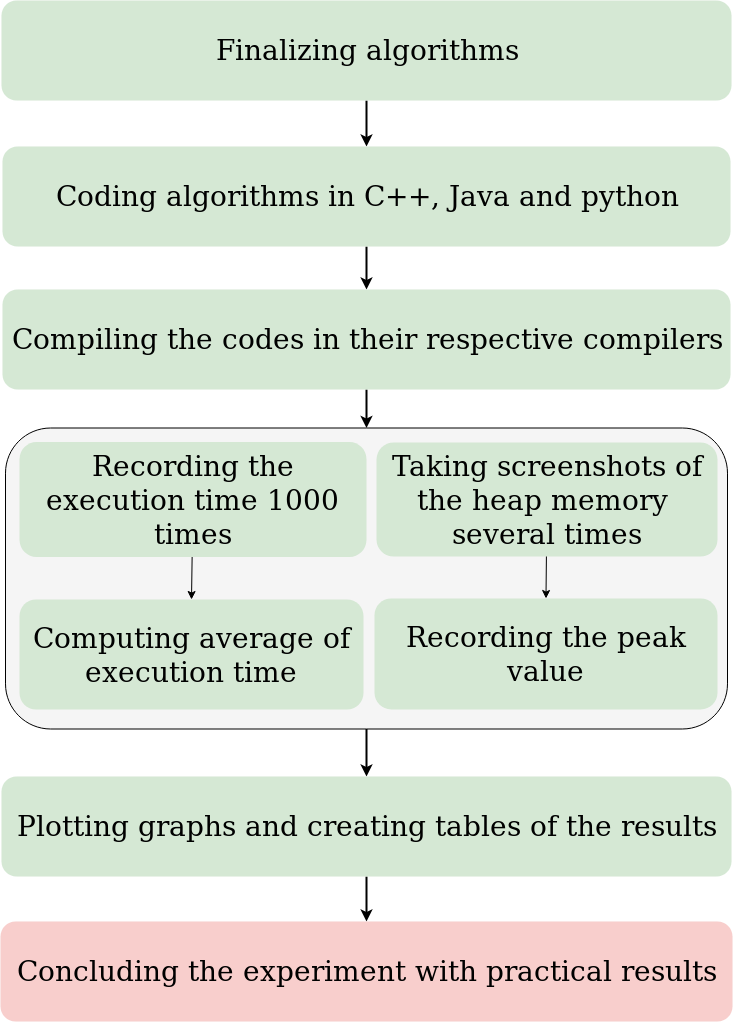 Finalizing algorithms
Coding algorithms in C++, Java and python
Compiling the codes in their respective compilers
Recording the
execution time 1000
times
Taking screenshots of
the heap memory
several times
Computing average of
execution time
Recording the peak
value
Plotting graphs and creating tables of the results
Concluding the experiment with practical results